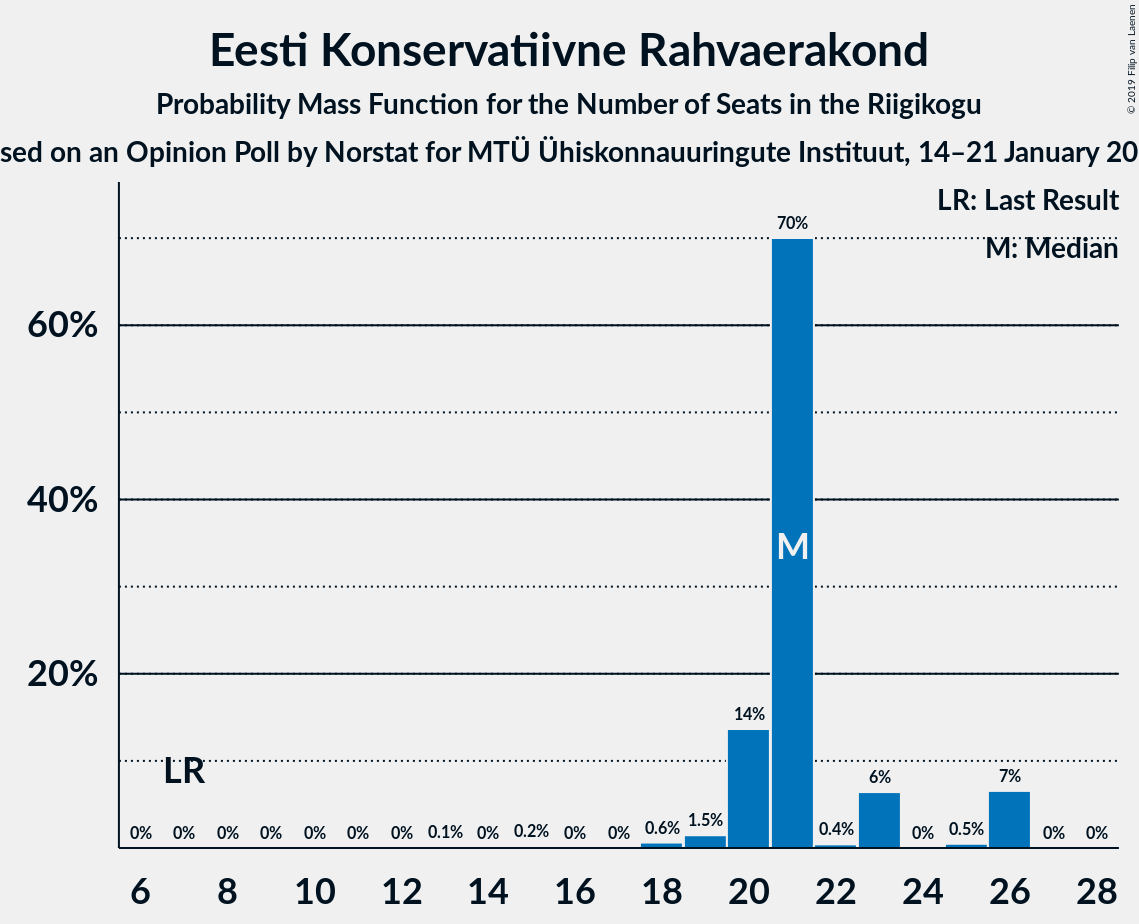 Eesti Konservatiivne Rahvaerakond
Probability Mass Function for the Number of Seats in the Riigikogu
sed on an Opinion Poll by Norstat for MTÜ Ühiskonnauuringute Instituut, 14–21 January 20
© 2019 Filip van Laenen
LR: Last Result
M: Median
70%
60%
40%
M
20%
14%
LR
6%
7%
0% 0% 0% 0% 0% 0% 0% 0.1% 0% 0.2% 0% 0% 0.6% 1.5% 0.4% 0% 0.5% 0% 0%
6 8 10 12 14 16 18 20 22 24 26 28